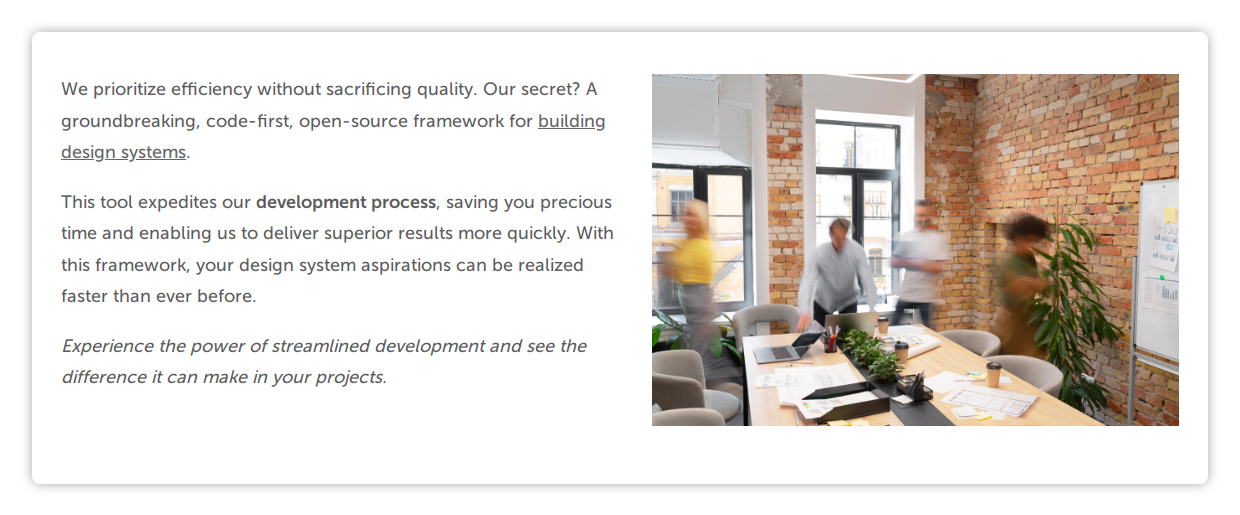 We prioritize efficiency without sacrificing quality. Our secret? A
groundbreaking, code-first, open-source framework for building
design systems.
This tool expedites our development process, saving you precious
time and enabling us to deliver superior results more quickly. With
this framework, your design system aspirations can be realized
faster than ever before.
Experience the power of streamlined development and see the
difference it can make in your projects.